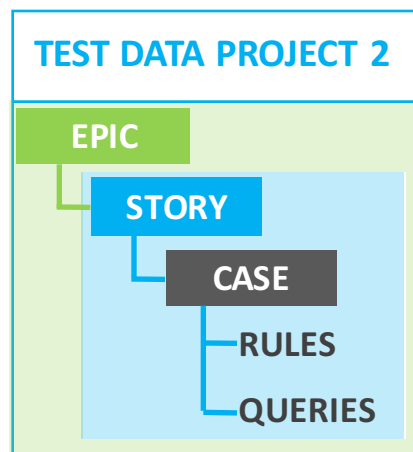 TEST DATA PROJECT 2
EPIC
STORY
CASE
RULES
QUERIES